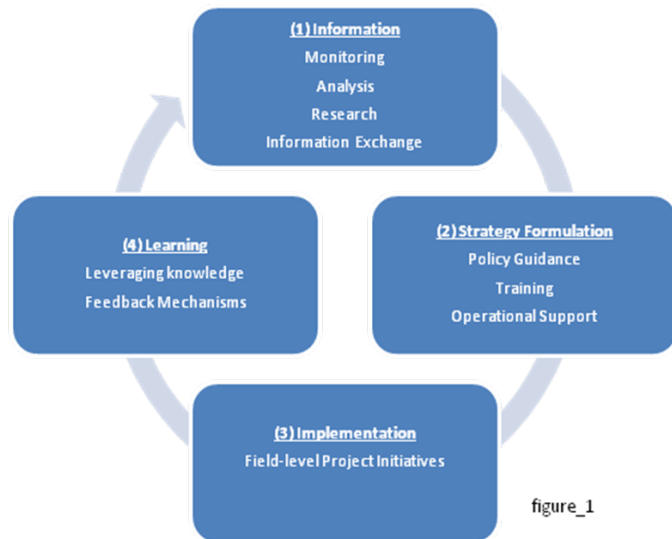 (1) Information
Monitoring
Analysis
Research
Information Exchange
(2) Strategy Formulation
Policy Guidance
Training
Operational Support
(3) Implementation
Field-level Project Initiatives
(4) Learning
Leveraging knowledge
Feedback Mechanisms
figure_1